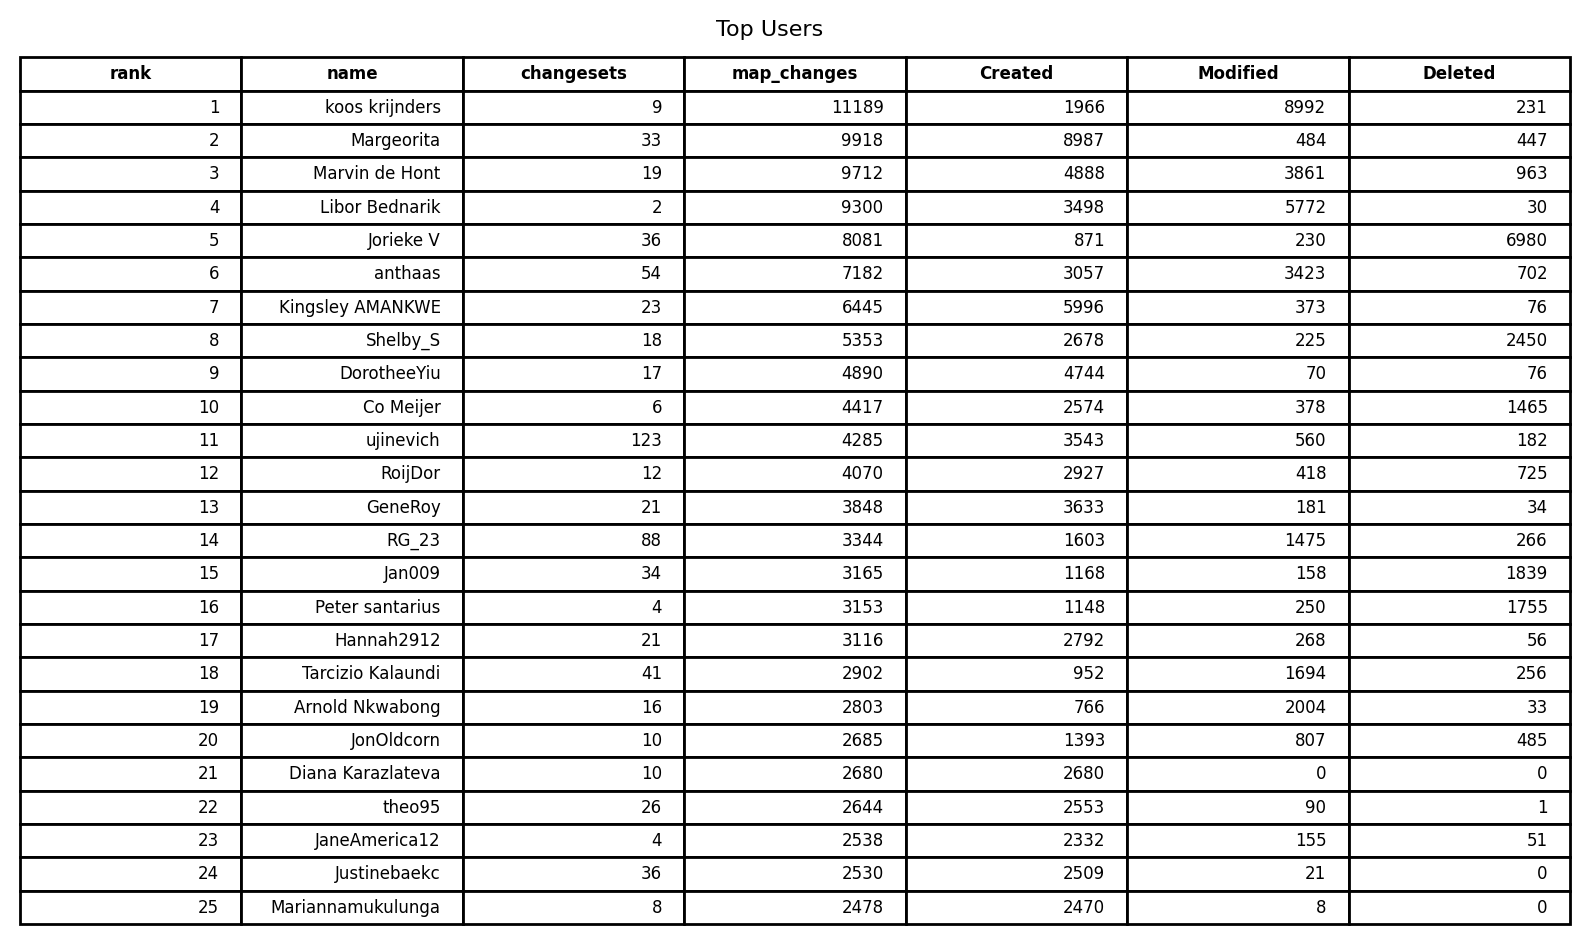 Top Users
rank name changesets map_changes Created Modified Deleted
1 koos krijnders 9 11189 1966 8992 231
2 Margeorita 33 9918 8987 484 447
3 Marvin de Hont 19 9712 4888 3861 963
4 Libor Bednarik 2 9300 3498 5772 30
5 Jorieke V 36 8081 871 230 6980
6 anthaas 54 7182 3057 3423 702
7 Kingsley AMANKWE 23 6445 5996 373 76
8 Shelby_S 18 5353 2678 225 2450
9 DorotheeYiu 17 4890 4744 70 76
10 Co Meijer 6 4417 2574 378 1465
11 ujinevich 123 4285 3543 560 182
12 RoijDor 12 4070 2927 418 725
13 GeneRoy 21 3848 3633 181 34
14 RG_23 88 3344 1603 1475 266
15 Jan009 34 3165 1168 158 1839
16 Peter santarius 4 3153 1148 250 1755
17 Hannah2912 21 3116 2792 268 56
18 Tarcizio Kalaundi 41 2902 952 1694 256
19 Arnold Nkwabong 16 2803 766 2004 33
20 JonOldcorn 10 2685 1393 807 485
21 Diana Karazlateva 10 2680 2680 0 0
22 theo95 26 2644 2553 90 1
23 JaneAmerica12 4 2538 2332 155 51
24 Justinebaekc 36 2530 2509 21 0
25 Mariannamukulunga 8 2478 2470 8 0